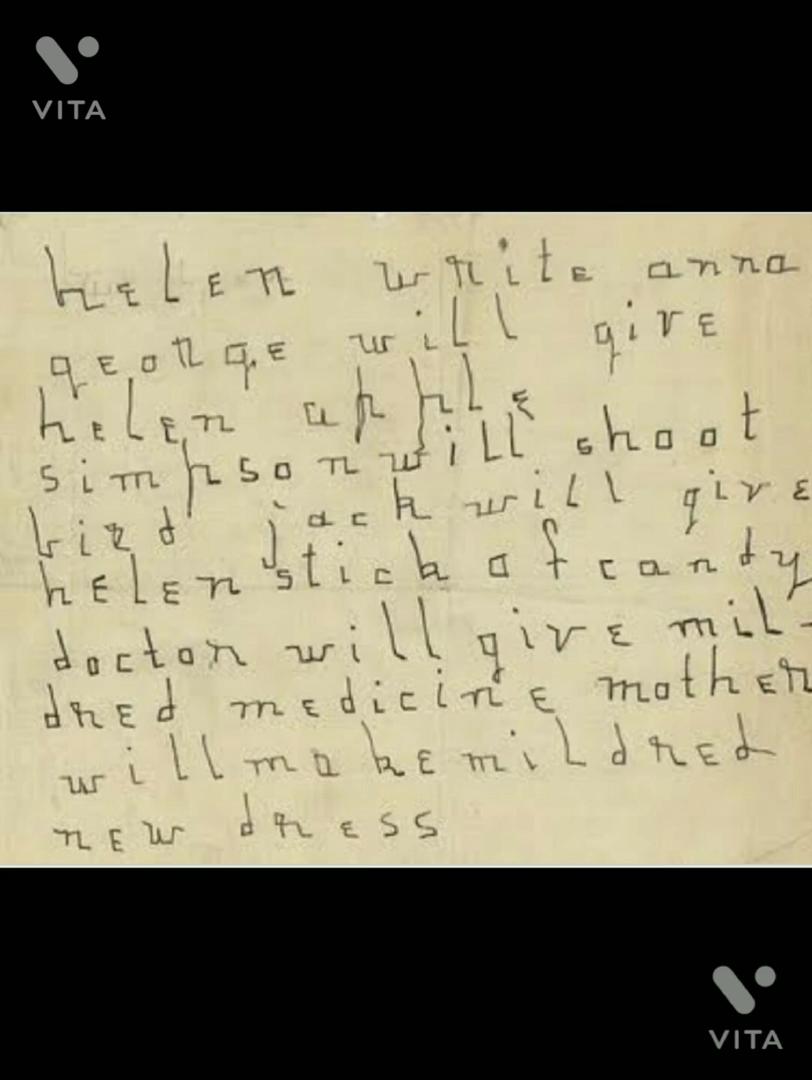 VITA
helen write anna
george will give
helen apple
simpson will shoot
bird jack will give
helen stick of candy
doctor will give mil-
dred medicine mother
will make mildred
new dress
VITA